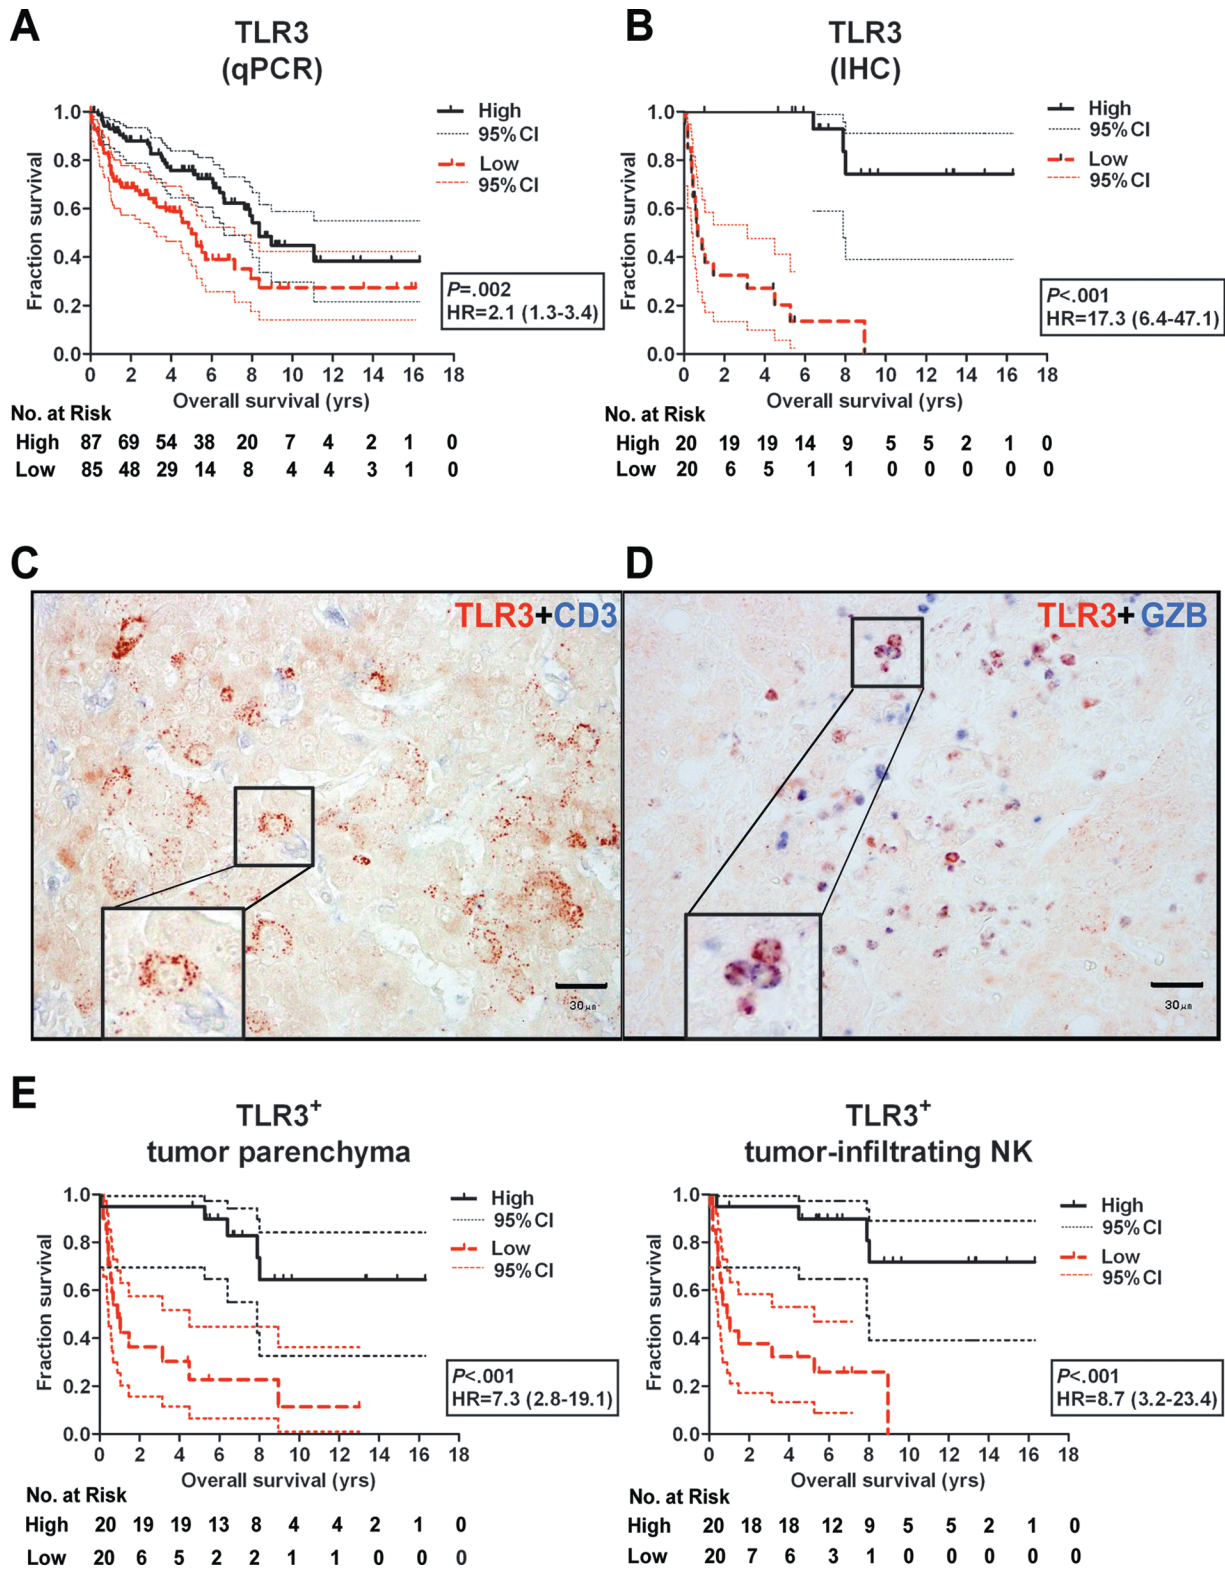 A
TLR3
(qPCR)
1.0
0.8
0.6
0.4
0.2
0.0
Fraction survival
0 2 4 6 8 10 12 14 16 18
Overall survival (yrs)
High
95%CI
Low
95%CI
P=.002
HR=2.1 (1.3-3.4)
No. at Risk
High 87 69 54 38 20 7 4 2 1 0
Low 85 48 29 14 8 4 4 3 1 0
B
TLR3
(IHC)
1.0
0.8
0.6
0.4
0.2
0.0
Fraction survival
0 2 4 6 8 10 12 14 16 18
Overall survival (yrs)
High
95%CI
Low
95%CI
P<.001
HR=17.3 (6.4-47.1)
No. at Risk
High 20 19 19 14 9 5 5 2 1 0
Low 20 6 5 1 1 0 0 0 0 0
C
TLR3+CD3
30µm
D
TLR3+GZB
30µm
E
TLR3+
tumor parenchyma
1.0
0.8
0.6
0.4
0.2
0.0
Fraction survival
0 2 4 6 8 10 12 14 16 18
Overall survival (yrs)
High
95%CI
Low
95%CI
P<.001
HR=7.3 (2.8-19.1)
No. at Risk
High 20 19 19 13 8 4 4 2 1 0
Low 20 6 5 2 2 1 1 0 0 0
TLR3+
tumor-infiltrating NK
1.0
0.8
0.6
0.4
0.2
0.0
Fraction survival
0 2 4 6 8 10 12 14 16 18
Overall survival (yrs)
High
95%CI
Low
95%CI
P<.001
HR=8.7 (3.2-23.4)
No. at Risk
High 20 18 18 12 9 5 5 2 1 0
Low 20 7 6 3 1 0 0 0 0 0